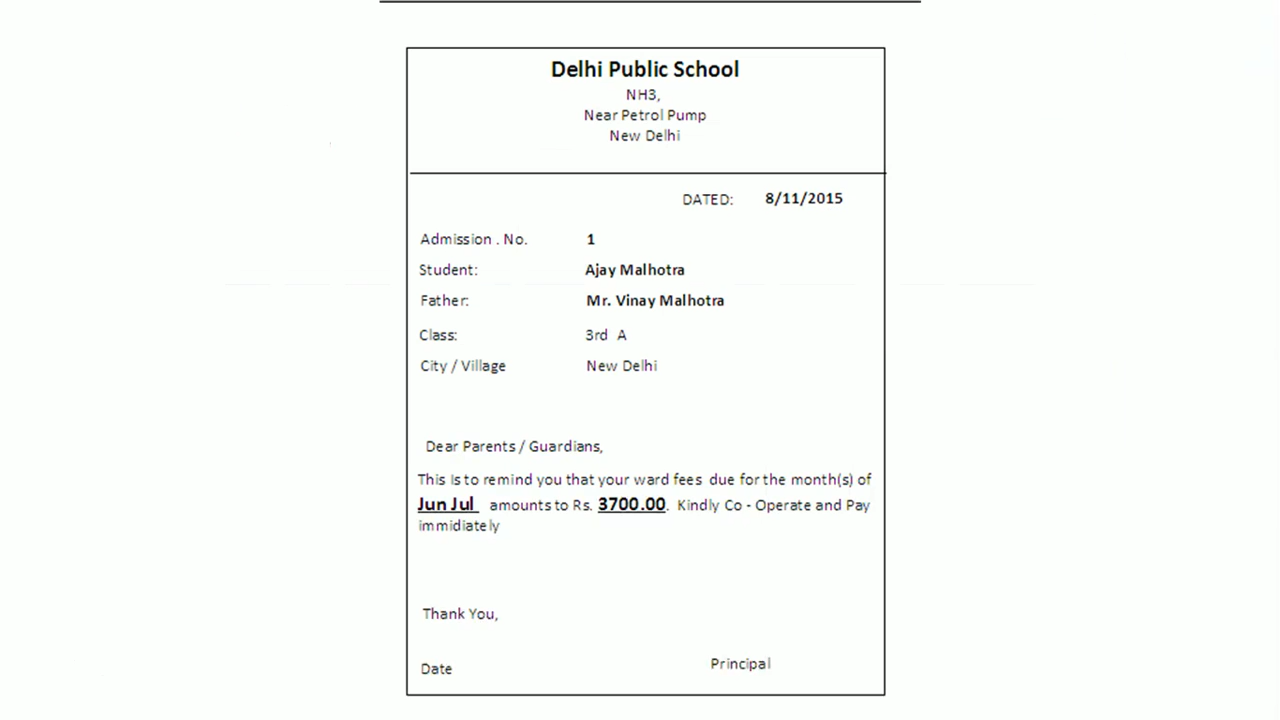 Delhi Public School
NH3,
Near Petrol Pump
New Delhi
DATED: 8/11/2015
Admission . No. 1
Student: Ajay Malhotra
Father: Mr. Vinay Malhotra
Class: 3rd A
City / Village New Delhi
Dear Parents / Guardians,
This Is to remind you that your ward fees due for the month(s) of
Jun Jul amounts to Rs. 3700.00. Kindly Co - Operate and Pay
immidiately
Thank You,
Date Principal